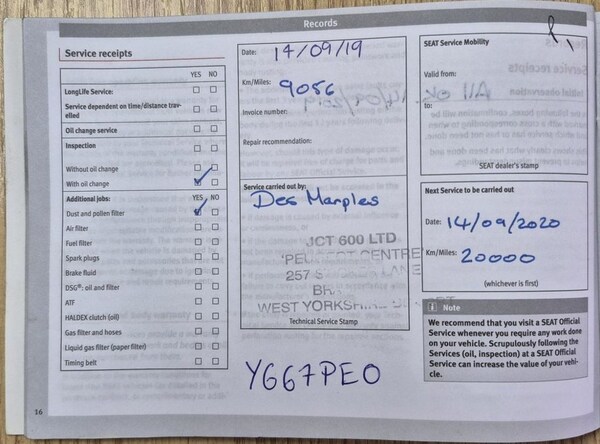 Records
Service receipts
YES NO
LongLife Service:
Service dependent on time/distance trav-
elled
Oil change service
Inspection
Without oil change
With oil change
Additional jobs: YES NO
Dust and pollen filter
Air filter
Fuel filter
Spark plugs
Brake fluid
DSG®: oil and filter
ATF
HALDEX clutch (oil)
Gas filter and hoses
Liquid gas filter (paper filter)
Timing belt
16
Date: 14/09/19
Km/Miles: 9056
Invoice number:
Repair recommendation:
Service carried out by:
Des Marples
JCT 600 LTD
CENTRE
257 LANE
WEST YORKSHIRE
Technical Service Stamp
Y667PEO
SEAT Service Mobility
Valid from:
to:
SEAT dealer's stamp
Next Service to be carried out
Date: 14/09/2020
Km/Miles: 20000
(whichever is first)
i Note
We recommend that you visit a SEAT Official
Service whenever you require any work done
on your vehicle. Scrupulously following the
Services (oil, inspection) at a SEAT Official
Service can increase the value of your vehi-
cle.